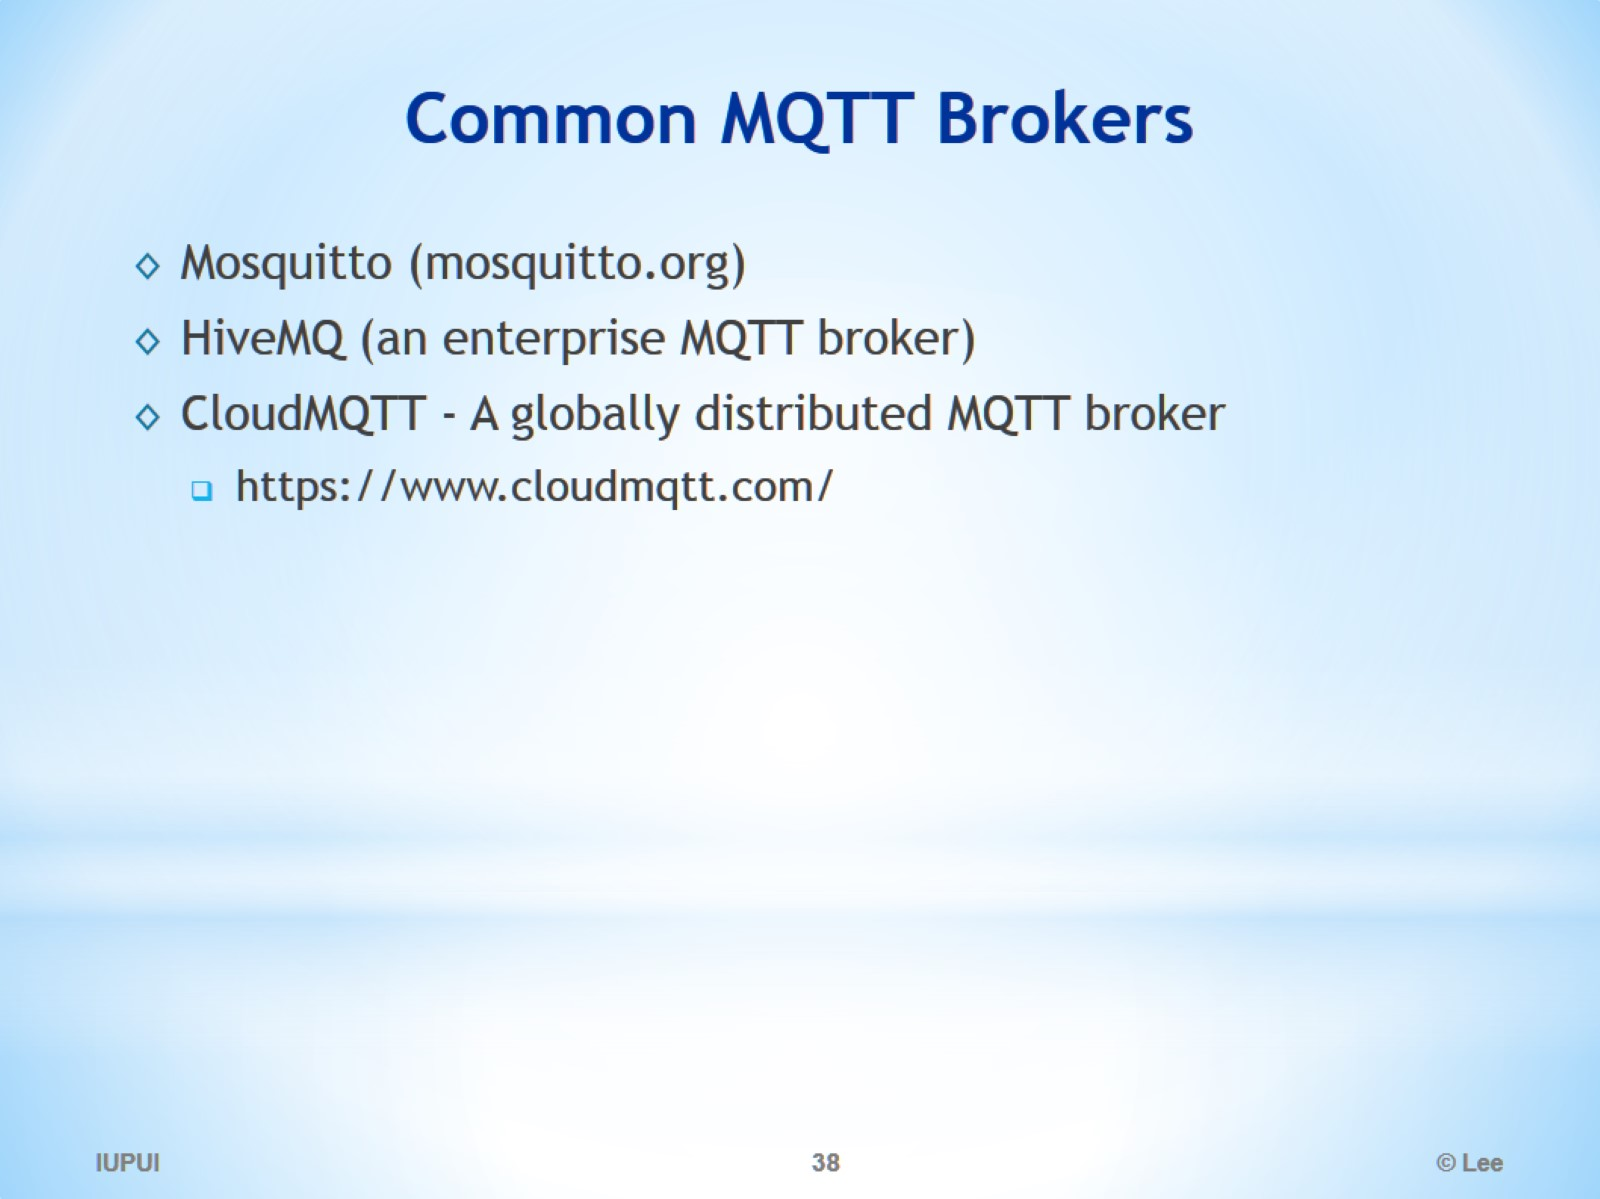 Common MQTT Brokers
Mosquitto (mosquitto.org)
HiveMQ (an enterprise MQTT broker)
CloudMQTT - A globally distributed MQTT broker
https://www.cloudmqtt.com/
IUPUI
38
© Lee